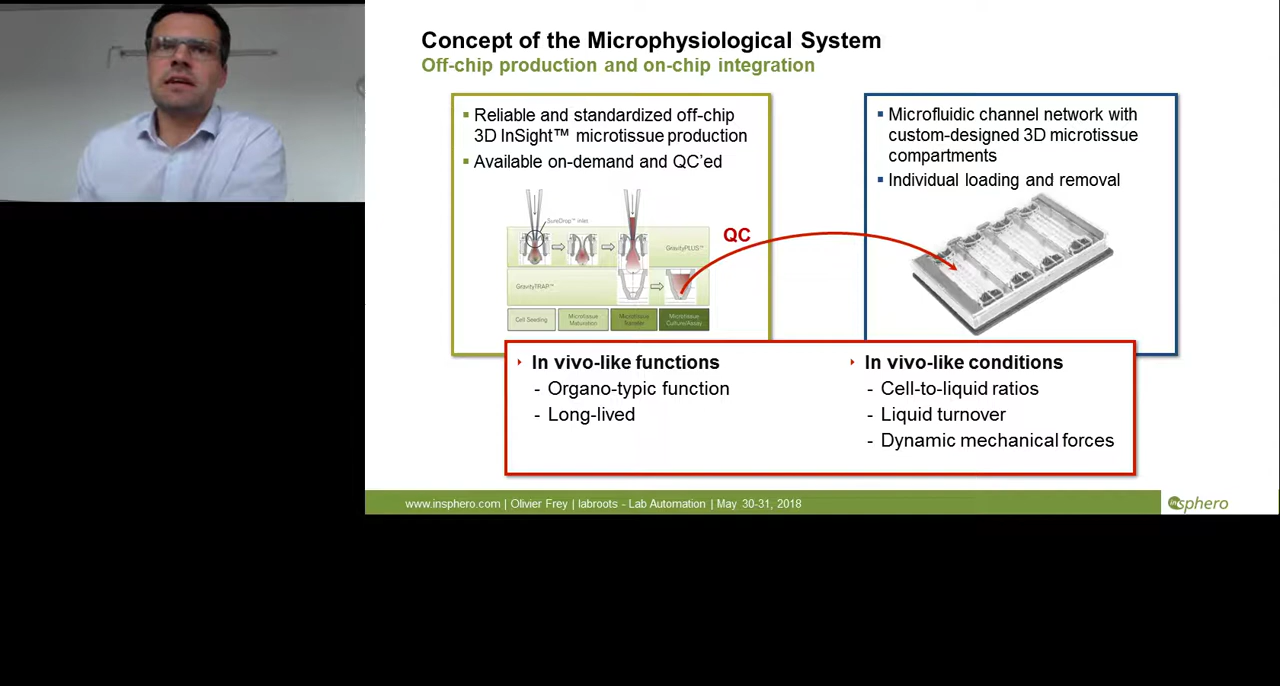 Concept of the Microphysiological System
Off-chip production and on-chip integration
▪ Reliable and standardized off-chip
3D InSight™ microtissue production
▪ Available on-demand and QC'ed
SureDrop™ inlet
GravityPLUS™
GravityTRAP™
Cell Seeding
Microtissue
Maturation
Microtissue
Transfer
Microtissue
Culture/Assay
QC
▪ Microfluidic channel network with
custom-designed 3D microtissue
compartments
▪ Individual loading and removal
In vivo-like functions
- Organo-typic function
- Long-lived
In vivo-like conditions
- Cell-to-liquid ratios
- Liquid turnover
- Dynamic mechanical forces
www.insphero.com | Olivier Frey | labroots - Lab Automation | May 30-31, 2018
insphero